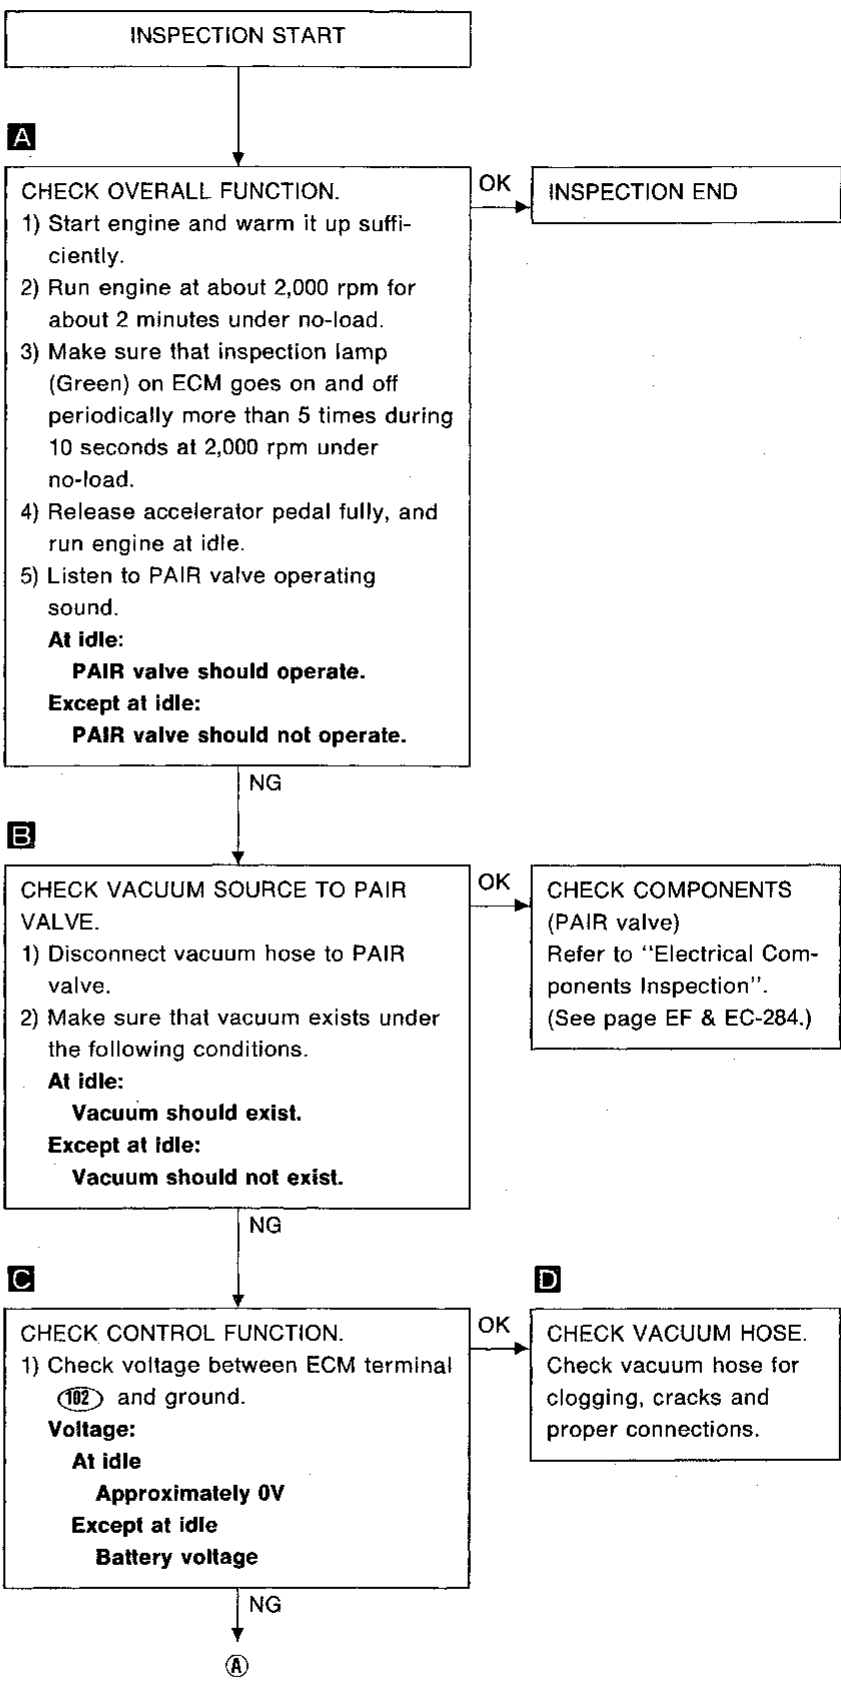 INSPECTION START
A
CHECK OVERALL FUNCTION.
1) Start engine and warm it up suffi-
ciently.
2) Run engine at about 2,000 rpm for
about 2 minutes under no-load.
3) Make sure that inspection lamp
(Green) on ECM goes on and off
periodically more than 5 times during
10 seconds at 2,000 rpm under
no-load.
4) Release accelerator pedal fully, and
run engine at idle.
5) Listen to PAIR valve operating
sound.
At idle:
PAIR valve should operate.
Except at idle:
PAIR valve should not operate.
OK
INSPECTION END
NG
B
CHECK VACUUM SOURCE TO PAIR
VALVE.
1) Disconnect vacuum hose to PAIR
valve.
2) Make sure that vacuum exists under
the following conditions.
At idle:
Vacuum should exist.
Except at idle:
Vacuum should not exist.
OK
CHECK COMPONENTS
(PAIR valve)
Refer to "Electrical Com-
ponents Inspection".
(See page EF & EC-284.)
NG
C
CHECK CONTROL FUNCTION.
1) Check voltage between ECM terminal
102 and ground.
Voltage:
At idle
Approximately 0V
Except at idle
Battery voltage
OK
D
CHECK VACUUM HOSE.
Check vacuum hose for
clogging, cracks and
proper connections.
NG
Ⓐ